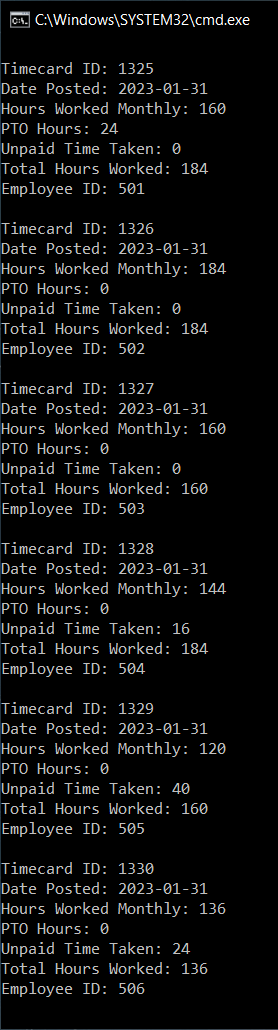 C:\Windows\SYSTEM32\cmd.exe
Timecard ID: 1325
Date Posted: 2023-01-31
Hours Worked Monthly: 160
PTO Hours: 24
Unpaid Time Taken: 0
Total Hours Worked: 184
Employee ID: 501
Timecard ID: 1326
Date Posted: 2023-01-31
Hours Worked Monthly: 184
PTO Hours: 0
Unpaid Time Taken: 0
Total Hours Worked: 184
Employee ID: 502
Timecard ID: 1327
Date Posted: 2023-01-31
Hours Worked Monthly: 160
PTO Hours: 0
Unpaid Time Taken: 0
Total Hours Worked: 160
Employee ID: 503
Timecard ID: 1328
Date Posted: 2023-01-31
Hours Worked Monthly: 144
PTO Hours: 0
Unpaid Time Taken: 16
Total Hours Worked: 184
Employee ID: 504
Timecard ID: 1329
Date Posted: 2023-01-31
Hours Worked Monthly: 120
PTO Hours: 0
Unpaid Time Taken: 40
Total Hours Worked: 160
Employee ID: 505
Timecard ID: 1330
Date Posted: 2023-01-31
Hours Worked Monthly: 136
PTO Hours: 0
Unpaid Time Taken: 24
Total Hours Worked: 136
Employee ID: 506